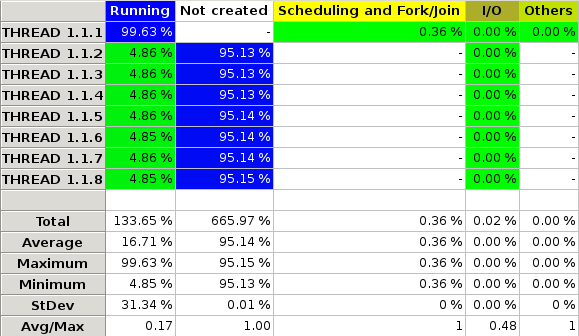 Running Not created Scheduling and Fork/Join I/O Others
THREAD 1.1.1 99.63 % - 0.36 % 0.00 % 0.00 %
THREAD 1.1.2 4.86 % 95.13 % - 0.00 % -
THREAD 1.1.3 4.86 % 95.13 % - 0.00 % -
THREAD 1.1.4 4.86 % 95.13 % - 0.00 % -
THREAD 1.1.5 4.86 % 95.14 % - 0.00 % -
THREAD 1.1.6 4.85 % 95.14 % - 0.00 % -
THREAD 1.1.7 4.86 % 95.14 % - 0.00 % -
THREAD 1.1.8 4.85 % 95.15 % - 0.00 % -
Total 133.65 % 665.97 % 0.36 % 0.02 % 0.00 %
Average 16.71 % 95.14 % 0.36 % 0.00 % 0.00 %
Maximum 99.63 % 95.15 % 0.36 % 0.00 % 0.00 %
Minimum 4.85 % 95.13 % 0.36 % 0.00 % 0.00 %
StDev 31.34 % 0.01 % 0 % 0.00 % 0 %
Avg/Max 0.17 1.00 1 0.48 1